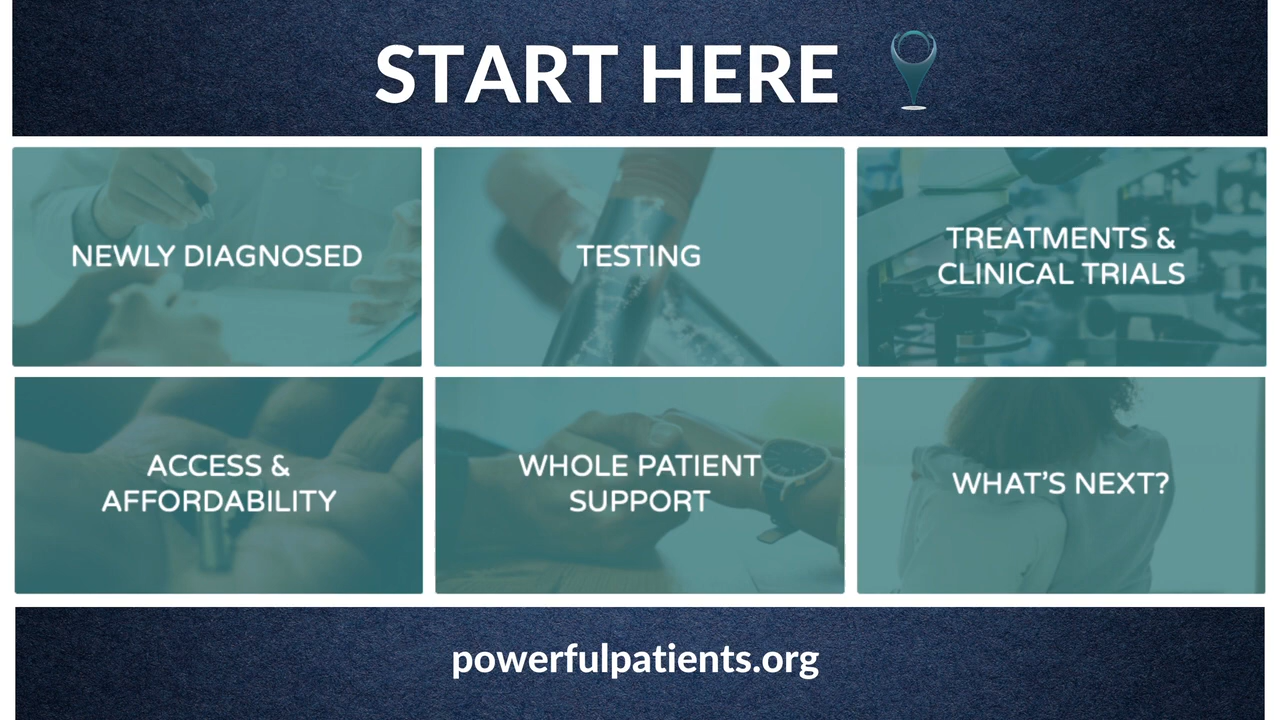 START HERE
NEWLY DIAGNOSED
TESTING
TREATMENTS &
CLINICAL TRIALS
ACCESS &
AFFORDABILITY
WHOLE PATIENT
SUPPORT
WHAT’S NEXT?
powerfulpatients.org